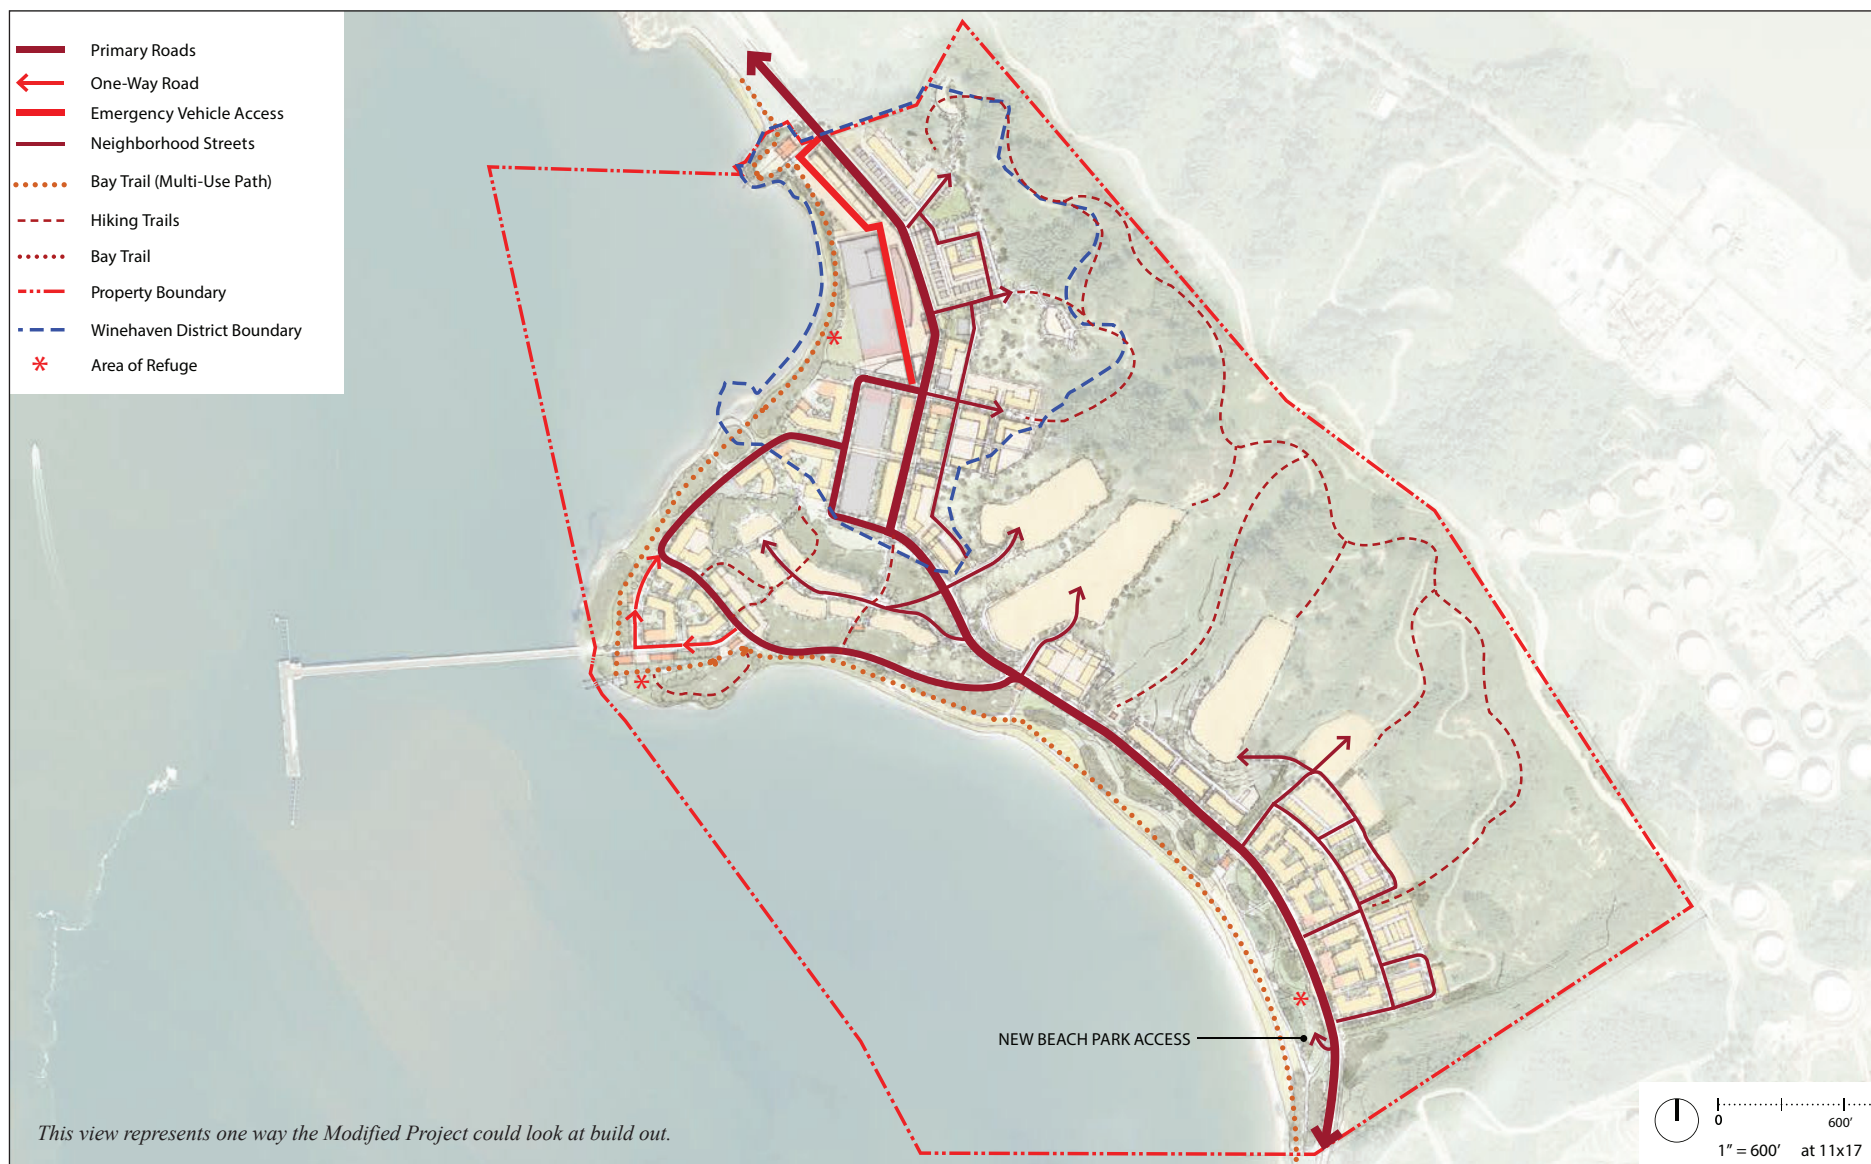 Primary Roads
One-Way Road
Emergency Vehicle Access
Neighborhood Streets
Bay Trail (Multi-Use Path)
Hiking Trails
Bay Trail
Property Boundary
Winehaven District Boundary
Area of Refuge
NEW BEACH PARK ACCESS
This view represents one way the Modified Project could look at build out.
0 600’
1” = 600’ at 11x17